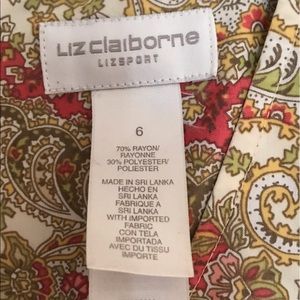 Liz claiborne
LIZSPORT
6
70% RAYON/
RAYONNE
30% POLYESTER/
POLIESTER
MADE IN SRI LANKA
HECHO EN
SRI LANKA
FABRIQUE A
SRI LANKA
WITH IMPORTED
FABRIC
CON TELA
IMPORTADA
AVEC DU TISSU
IMPORTE